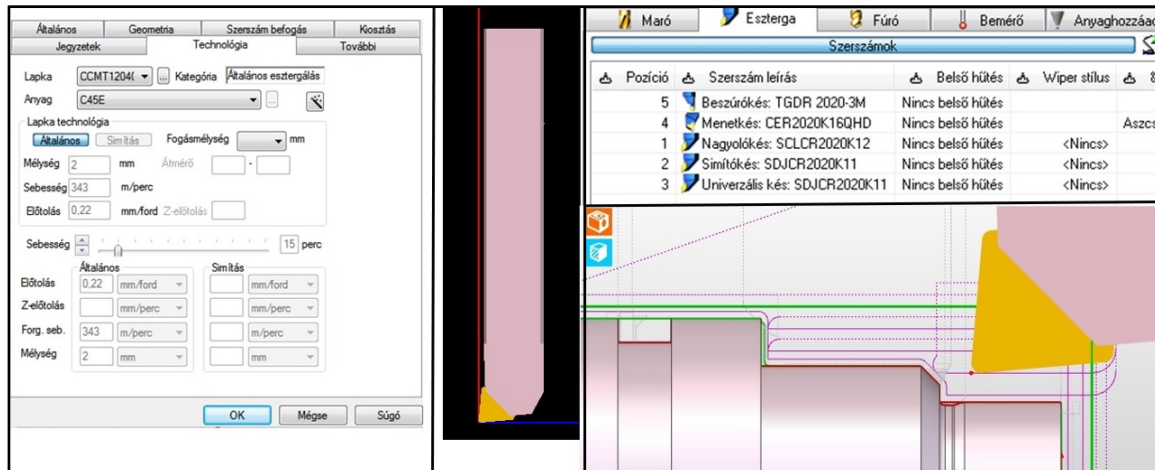 Általános Geometria Szerszám befogás Kiosztás
Jegyzetek Technológia További
Lapka CCMT1204( ... Kategória Általános esztergálás
Anyag C45E ...
Lapka technológia
Általános Simítás Fogásmélység mm
Mélység 2 mm Átmérő -
Sebesség 343 m/perc
Előtolás 0,22 mm/ford Z-előtolás
Sebesség 15 perc
Általános Simítás
Előtolás 0,22 mm/ford mm/ford
Z-előtolás mm/perc mm/perc
Forg. seb. 343 m/perc m/perc
Mélység 2 mm mm
OK Mégse Súgó
Maró Eszterga Fúró Bemérő Anyaghozzáad
Szerszámok
Pozíció Szerszám leírás Belső hűtés Wiper stílus
5 Beszúrókés: TGDR 2020-3M Nincs belső hűtés
4 Menetkés: CER2020K16QHD Nincs belső hűtés Aszcs
1 Nagyolókés: SCLCR2020K12 Nincs belső hűtés <Nincs>
2 Simítókés: SDJCR2020K11 Nincs belső hűtés <Nincs>
3 Univerzális kés: SDJCR2020K11 Nincs belső hűtés <Nincs>